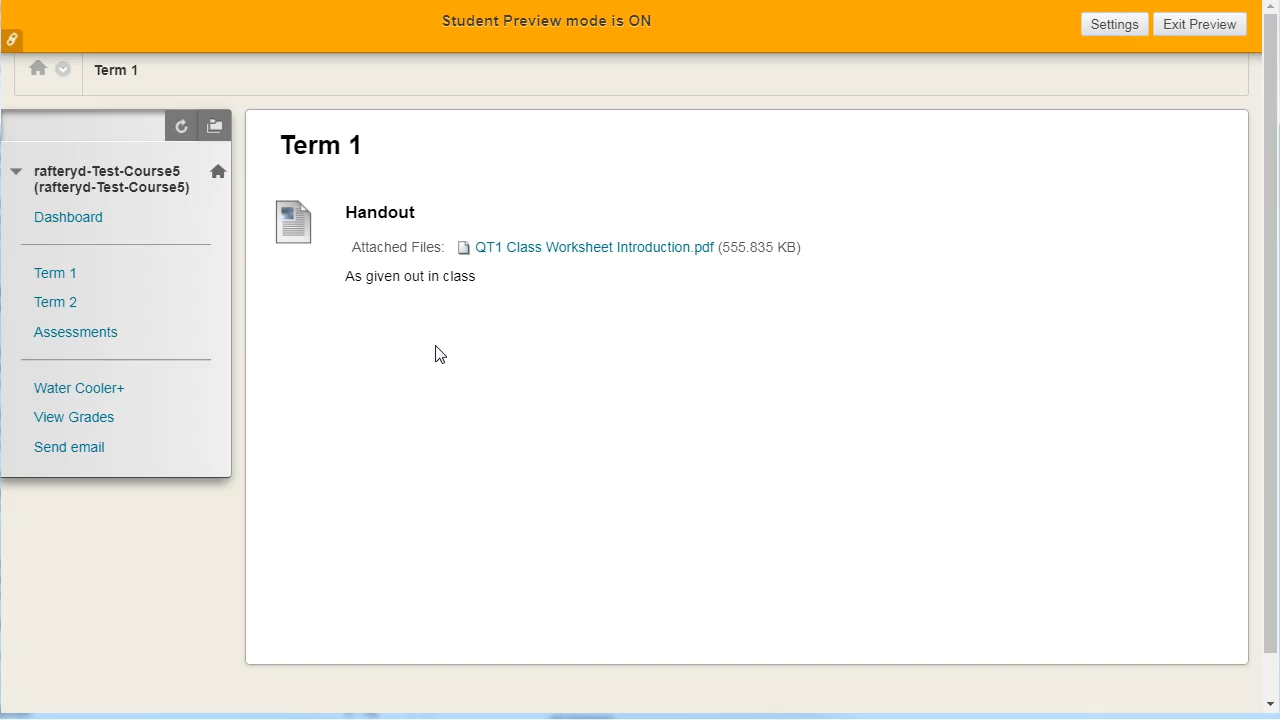 Student Preview mode is ON
Settings
Exit Preview
Term 1
rafteryd-Test-Course5
(rafteryd-Test-Course5)
Dashboard
Term 1
Term 2
Assessments
Water Cooler+
View Grades
Send email
Term 1
Handout
Attached Files: QT1 Class Worksheet Introduction.pdf (555.835 KB)
As given out in class